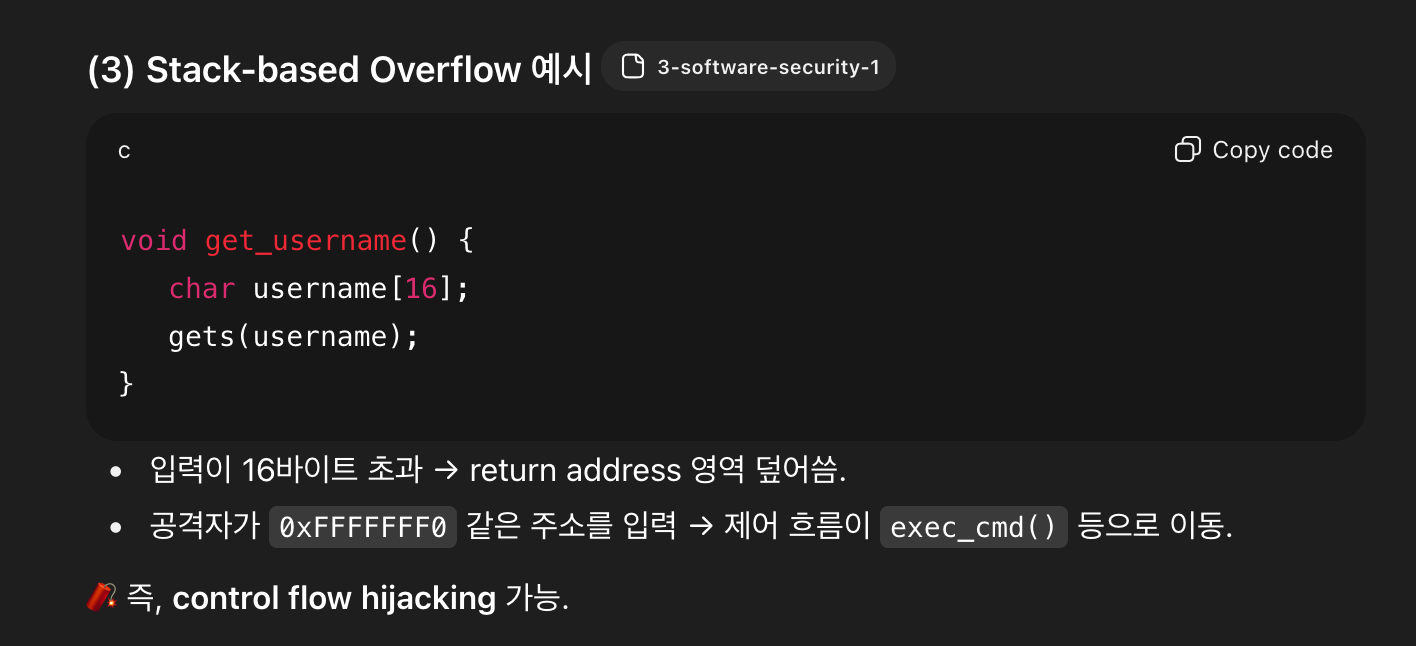 (3) Stack-based Overflow 예시 3-software-security-1
c Copy code
void get_username() {
char username[16];
gets(username);
}
• 입력이 16바이트 초과 → return address 영역 덮어씀.
• 공격자가 0xFFFFFFF0 같은 주소를 입력 → 제어 흐름이 exec_cmd() 등으로 이동.
🧨 즉, control flow hijacking 가능.